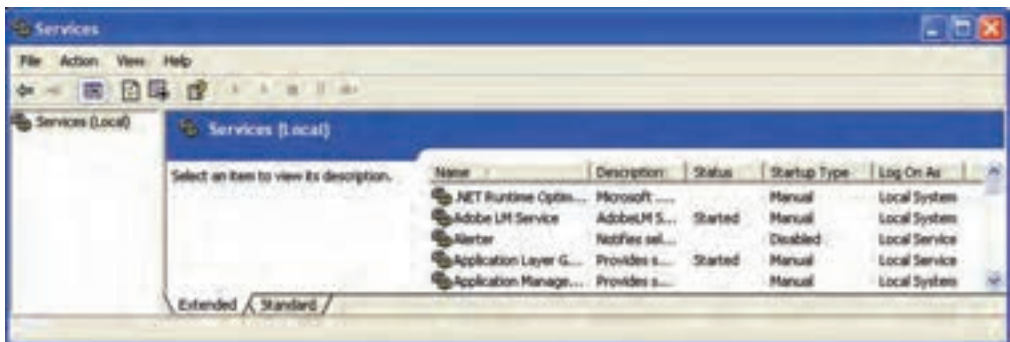 Services
File Action View Help
Services (Local)
Services (Local)
Select an item to view its description.
Name Description Status Startup Type Log On As
.NET Runtime Optim... Microsoft .... Manual Local System
Adobe LM Service AdobeLM S... Started Manual Local System
Alerter Notifies sel... Disabled Local Service
Application Layer G... Provides s... Started Manual Local Service
Application Manage... Provides s... Manual Local System
Extended Standard